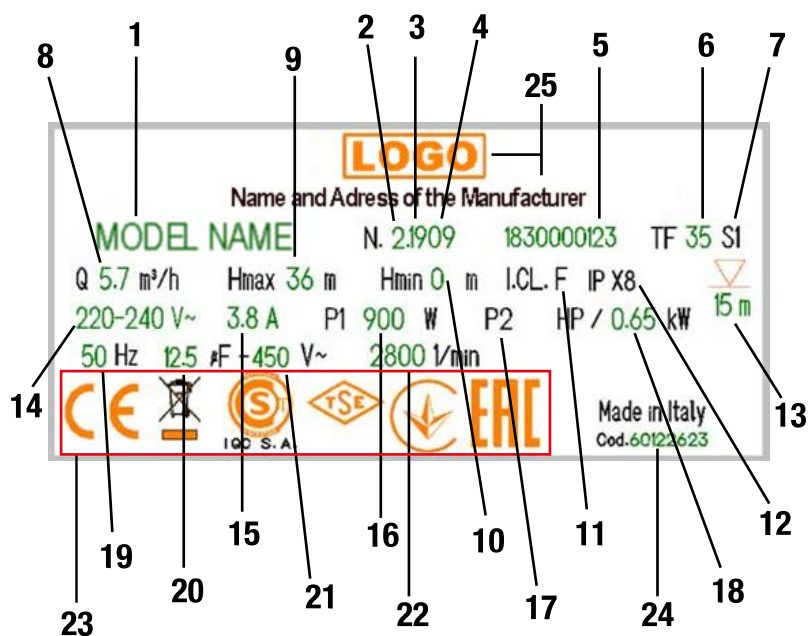 1 2 3 4 5 6 7
8 9 25
LOGO
Name and Adress of the Manufacturer
MODEL NAME N. 2.1909 1830000123 TF 35 S1
Q 5.7 m³/h Hmax 36 m Hmin 0 m I.CL. F IP X8
220-240 V~ 3.8 A P1 900 W P2 HP / 0.65 kW 15 m
50 Hz 12.5 µF - 450 V~ 2800 1/min
CE S TSE EAC
IQC S.A.
Made in Italy
Cod.60122623
14 13
19 15 16 10 11 12
20 21 17 18
23 22 24